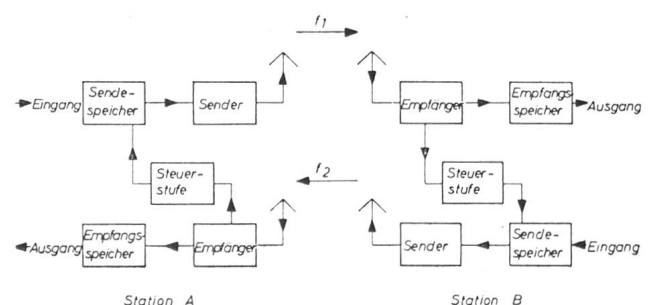 f1
Eingang
Sende-
speicher
Sender
Empfänger
Empfangs-
speicher
Ausgang
Steuer-
stufe
f2
Steuer-
stufe
Ausgang
Empfangs-
speicher
Empfänger
Sender
Sende-
speicher
Eingang
Station A
Station B